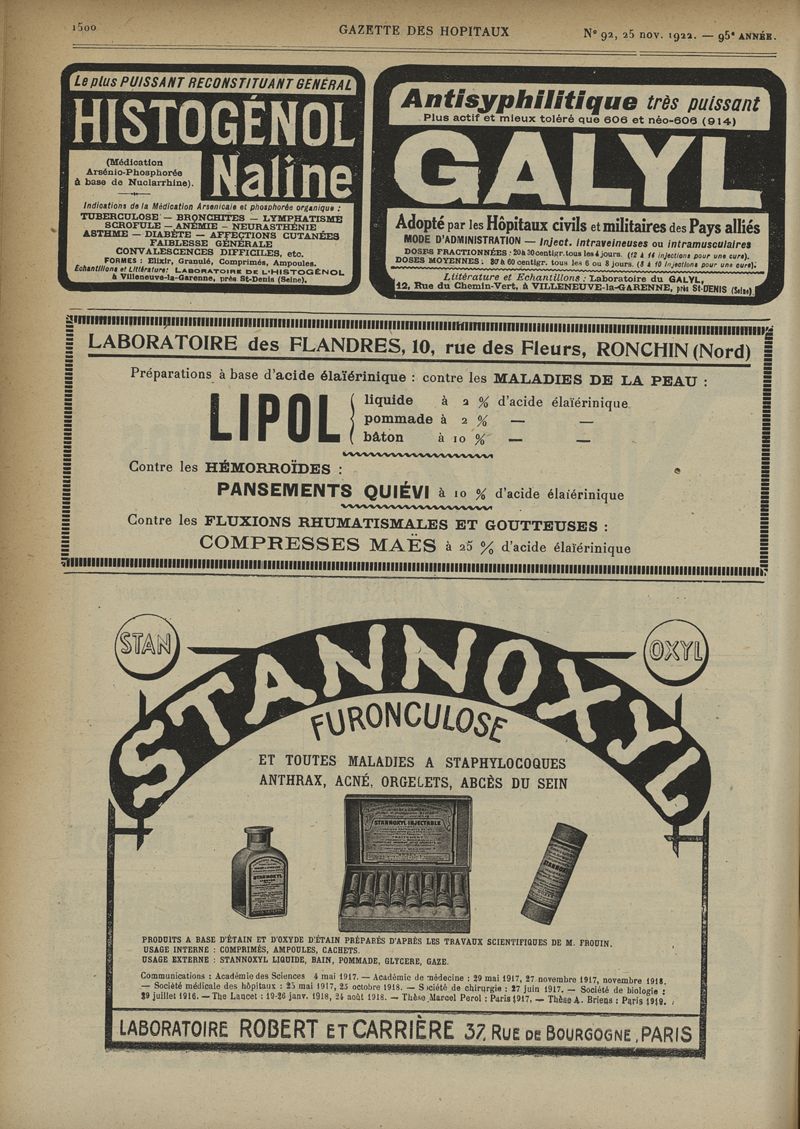 1500
GAZETTE DES HOPITAUX
N° 92, 25 nov. 1922. — 95e ANNÉE.
Le plus PUISSANT RECONSTITUANT GENÉRAL
HISTOGÉNOL
(Médication
Arsénio-Phosphorée
à base de Nuclarrhine).
Naline
Indications de la Médication Arsenicale et phosphorée organique :
TUBERCULOSE — BRONCHITES — LYMPHATISME
SCROFULE — ANÉMIE — NEURASTHÉNIE
ASTHME — DIABÈTE — AFFECTIONS CUTANÉES
FAIBLESSE GÉNÉRALE
CONVALESCENCES DIFFICILES, etc.
FORMES : Elixir, Granulé, Comprimés, Ampoules.
Echantillons et Littérature: LABORATOIRE DE L'HISTOGÉNOL
à Villeneuve-la-Garenne, près St-Denis (Seine).
Antisyphilitique très puissant
Plus actif et mieux toléré que 606 et néo-606 (914)
GALYL
Adopté par les Hôpitaux civils et militaires des Pays alliés
MODE D'ADMINISTRATION — Inject. intraveineuses ou intramusculaires
DOSES FRACTIONNÉES : 20 à 30 centigr. tous les 4 jours. (12 à 14 injections pour une cure).
DOSES MOYENNES : 30 à 60 centigr. tous les 6 ou 8 jours. (8 à 10 injections pour une cure).
Littérature et Echantillons : Laboratoire du GALYL,
12, Rue du Chemin-Vert, à VILLENEUVE-la-GARENNE, près St-DENIS (Seine)
LABORATOIRE des FLANDRES, 10, rue des Fleurs, RONCHIN (Nord)
Préparations à base d'acide élaïérinique : contre les MALADIES DE LA PEAU :
LIPOL
liquide à 2 % d'acide élaïérinique
pommade à 2 % — —
bâton à 10 % — —
Contre les HÉMORROÏDES :
PANSEMENTS QUIÉVI à 10 % d'acide élaïérinique
Contre les FLUXIONS RHUMATISMALES ET GOUTTEUSES :
COMPRESSES MAËS à 25 % d'acide élaïérinique
STAN
OXYL
STANNOXYL
FURONCULOSE
ET TOUTES MALADIES A STAPHYLOCOQUES
ANTHRAX, ACNÉ, ORGELETS, ABCÈS DU SEIN
STANNOXYL INJECTABLE
STANNOXYL
STANNOXYL
PRODUITS A BASE D'ÉTAIN ET D'OXYDE D'ÉTAIN PRÉPARÉS D'APRÈS LES TRAVAUX SCIENTIFIQUES DE M. FROUIN.
USAGE INTERNE : COMPRIMÉS, AMPOULES, CACHETS.
USAGE EXTERNE : STANNOXYL LIQUIDE, BAIN, POMMADE, GLYCERE, GAZE.
Communications : Académie des Sciences 4 mai 1917. — Académie de médecine : 29 mai 1917, 27 novembre 1917, novembre 1918.
— Société médicale des hôpitaux : 25 mai 1917, 25 octobre 1918. — Société de chirurgie : 27 juin 1917. — Société de biologie :
29 juillet 1916. — The Lancet : 19-26 janv. 1918, 24 août 1918. — Thèse Marcel Perol : Paris 1917. — Thèse A. Briens : Paris 1919.
LABORATOIRE ROBERT ET CARRIÈRE 37, RUE DE BOURGOGNE, PARIS